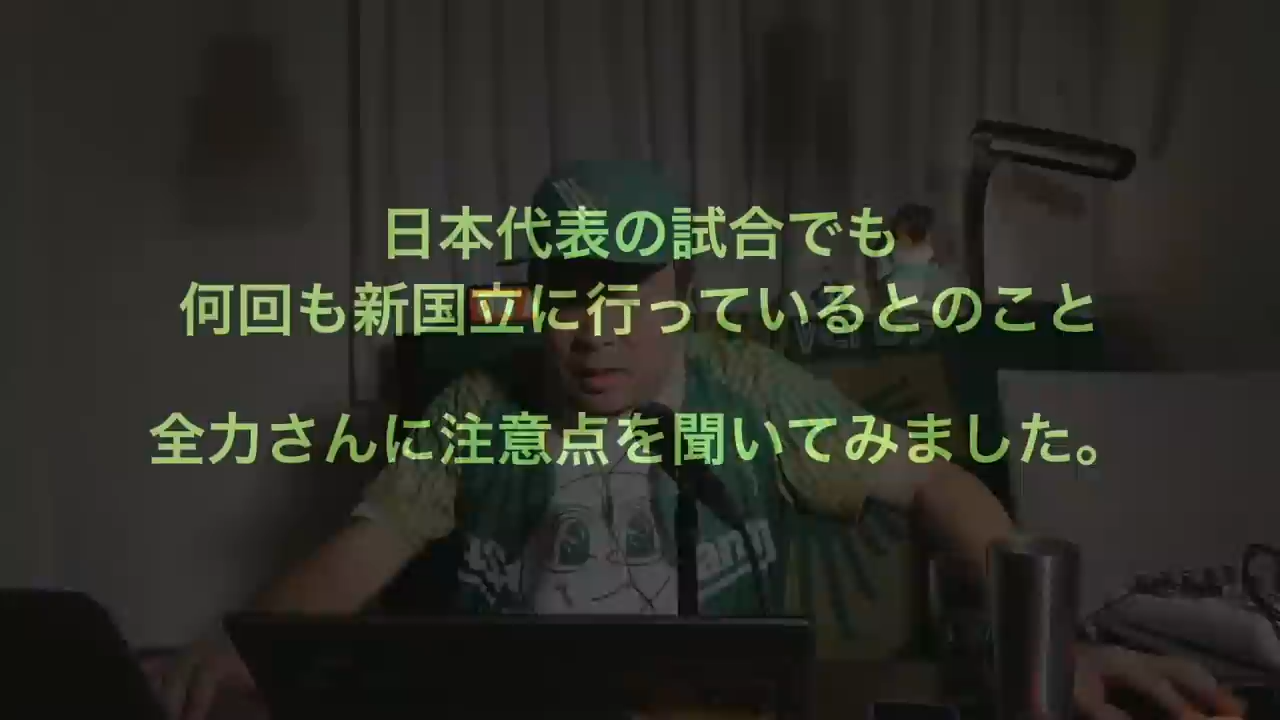 日本代表の試合でも
何回も新国立に行っているとのこと
全力さんに注意点を聞いてみました。